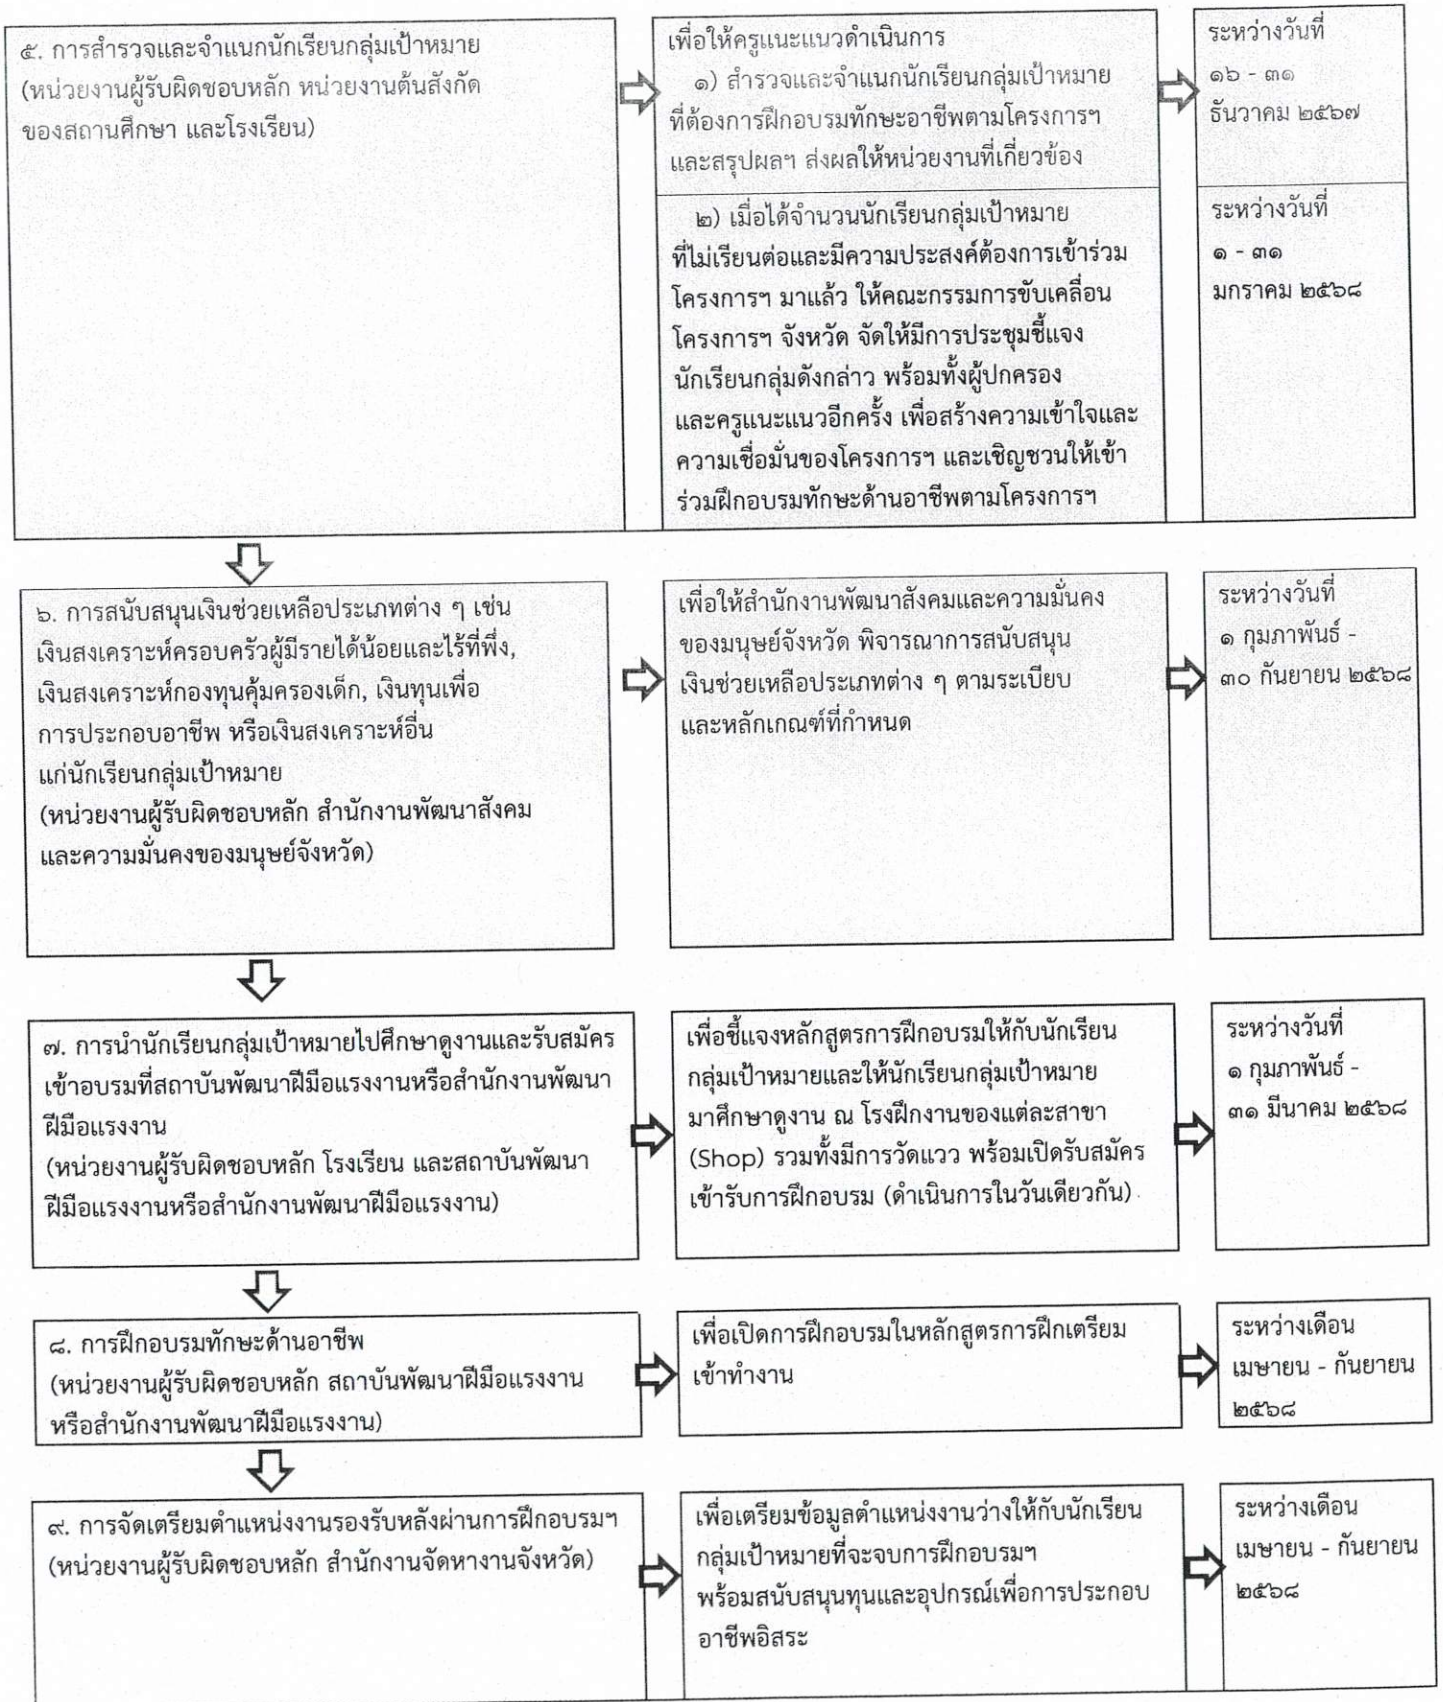 ๕. การสำรวจและจำแนกนักเรียนกลุ่มเป้าหมาย
(หน่วยงานผู้รับผิดชอบหลัก หน่วยงานต้นสังกัด
ของสถานศึกษา และโรงเรียน)
เพื่อให้ครูแนะแนวดำเนินการ
๑) สำรวจและจำแนกนักเรียนกลุ่มเป้าหมาย
ที่ต้องการฝึกอบรมทักษะอาชีพตามโครงการฯ
และสรุปผลฯ ส่งผลให้หน่วยงานที่เกี่ยวข้อง
ระหว่างวันที่
๑๖ - ๓๑
ธันวาคม ๒๕๖๗
๒) เมื่อได้จำนวนนักเรียนกลุ่มเป้าหมาย
ที่ไม่เรียนต่อและมีความประสงค์ต้องการเข้าร่วม
โครงการฯ มาแล้ว ให้คณะกรรมการขับเคลื่อน
โครงการฯ จังหวัด จัดให้มีการประชุมชี้แจง
นักเรียนกลุ่มดังกล่าว พร้อมทั้งผู้ปกครอง
และครูแนะแนวอีกครั้ง เพื่อสร้างความเข้าใจและ
ความเชื่อมั่นของโครงการฯ และเชิญชวนให้เข้า
ร่วมฝึกอบรมทักษะด้านอาชีพตามโครงการฯ
ระหว่างวันที่
๑ - ๓๑
มกราคม ๒๕๖๘
๖. การสนับสนุนเงินช่วยเหลือประเภทต่าง ๆ เช่น
เงินสงเคราะห์ครอบครัวผู้มีรายได้น้อยและไร้ที่พึ่ง,
เงินสงเคราะห์กองทุนคุ้มครองเด็ก, เงินทุนเพื่อ
การประกอบอาชีพ หรือเงินสงเคราะห์อื่น
แก่นักเรียนกลุ่มเป้าหมาย
(หน่วยงานผู้รับผิดชอบหลัก สำนักงานพัฒนาสังคม
และความมั่นคงของมนุษย์จังหวัด)
เพื่อให้สำนักงานพัฒนาสังคมและความมั่นคง
ของมนุษย์จังหวัด พิจารณาการสนับสนุน
เงินช่วยเหลือประเภทต่าง ๆ ตามระเบียบ
และหลักเกณฑ์ที่กำหนด
ระหว่างวันที่
๑ กุมภาพันธ์ -
๓๐ กันยายน ๒๕๖๘
๗. การนำนักเรียนกลุ่มเป้าหมายไปศึกษาดูงานและรับสมัคร
เข้าอบรมที่สถาบันพัฒนาฝีมือแรงงานหรือสำนักงานพัฒนา
ฝีมือแรงงาน
(หน่วยงานผู้รับผิดชอบหลัก โรงเรียน และสถาบันพัฒนา
ฝีมือแรงงานหรือสำนักงานพัฒนาฝีมือแรงงาน)
เพื่อชี้แจงหลักสูตรการฝึกอบรมให้กับนักเรียน
กลุ่มเป้าหมายและให้นักเรียนกลุ่มเป้าหมาย
มาศึกษาดูงาน ณ โรงฝึกงานของแต่ละสาขา
(Shop) รวมทั้งมีการวัดแวว พร้อมเปิดรับสมัคร
เข้ารับการฝึกอบรม (ดำเนินการในวันเดียวกัน)
ระหว่างวันที่
๑ กุมภาพันธ์ -
๓๑ มีนาคม ๒๕๖๘
๘. การฝึกอบรมทักษะด้านอาชีพ
(หน่วยงานผู้รับผิดชอบหลัก สถาบันพัฒนาฝีมือแรงงาน
หรือสำนักงานพัฒนาฝีมือแรงงาน)
เพื่อเปิดการฝึกอบรมในหลักสูตรการฝึกเตรียม
เข้าทำงาน
ระหว่างเดือน
เมษายน - กันยายน
๒๕๖๘
๙. การจัดเตรียมตำแหน่งงานรองรับหลังผ่านการฝึกอบรมฯ
(หน่วยงานผู้รับผิดชอบหลัก สำนักงานจัดหางานจังหวัด)
เพื่อเตรียมข้อมูลตำแหน่งงานว่างให้กับนักเรียน
กลุ่มเป้าหมายที่จะจบการฝึกอบรมฯ
พร้อมสนับสนุนทุนและอุปกรณ์เพื่อการประกอบ
อาชีพอิสระ
ระหว่างเดือน
เมษายน - กันยายน
๒๕๖๘